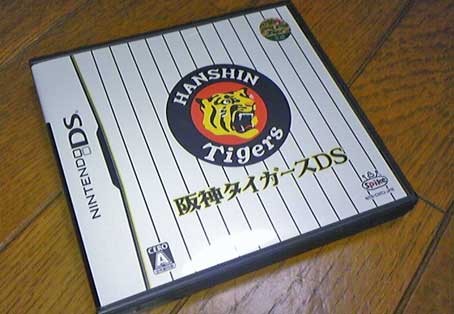 HANSHIN
Tigers
阪神タイガースDS
NINTENDO DS
CERO
A
Spike